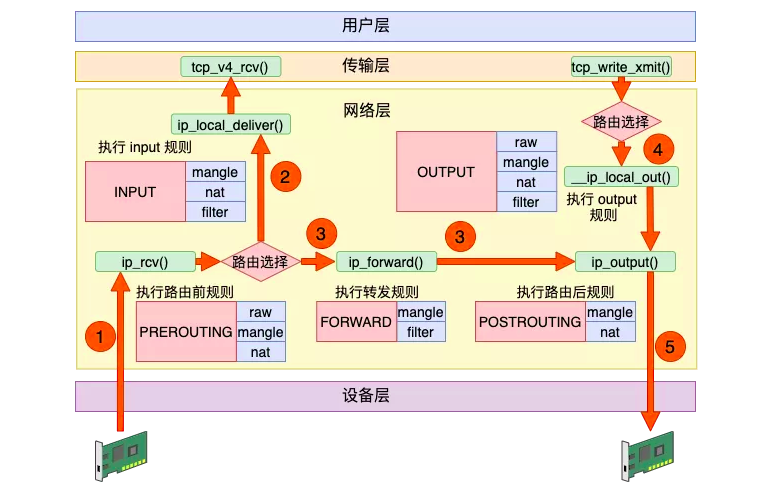 用户层
传输层
tcp_v4_rcv()
tcp_write_xmit()
网络层
ip_local_deliver()
路由选择
执行 input 规则
INPUT
mangle
nat
filter
2
OUTPUT
raw
mangle
nat
filter
4
__ip_local_out()
执行 output
规则
3
3
ip_rcv()
路由选择
ip_forward()
ip_output()
执行路由前规则
PREROUTING
raw
mangle
nat
执行转发规则
FORWARD
mangle
filter
执行路由后规则
POSTROUTING
mangle
nat
1
5
设备层